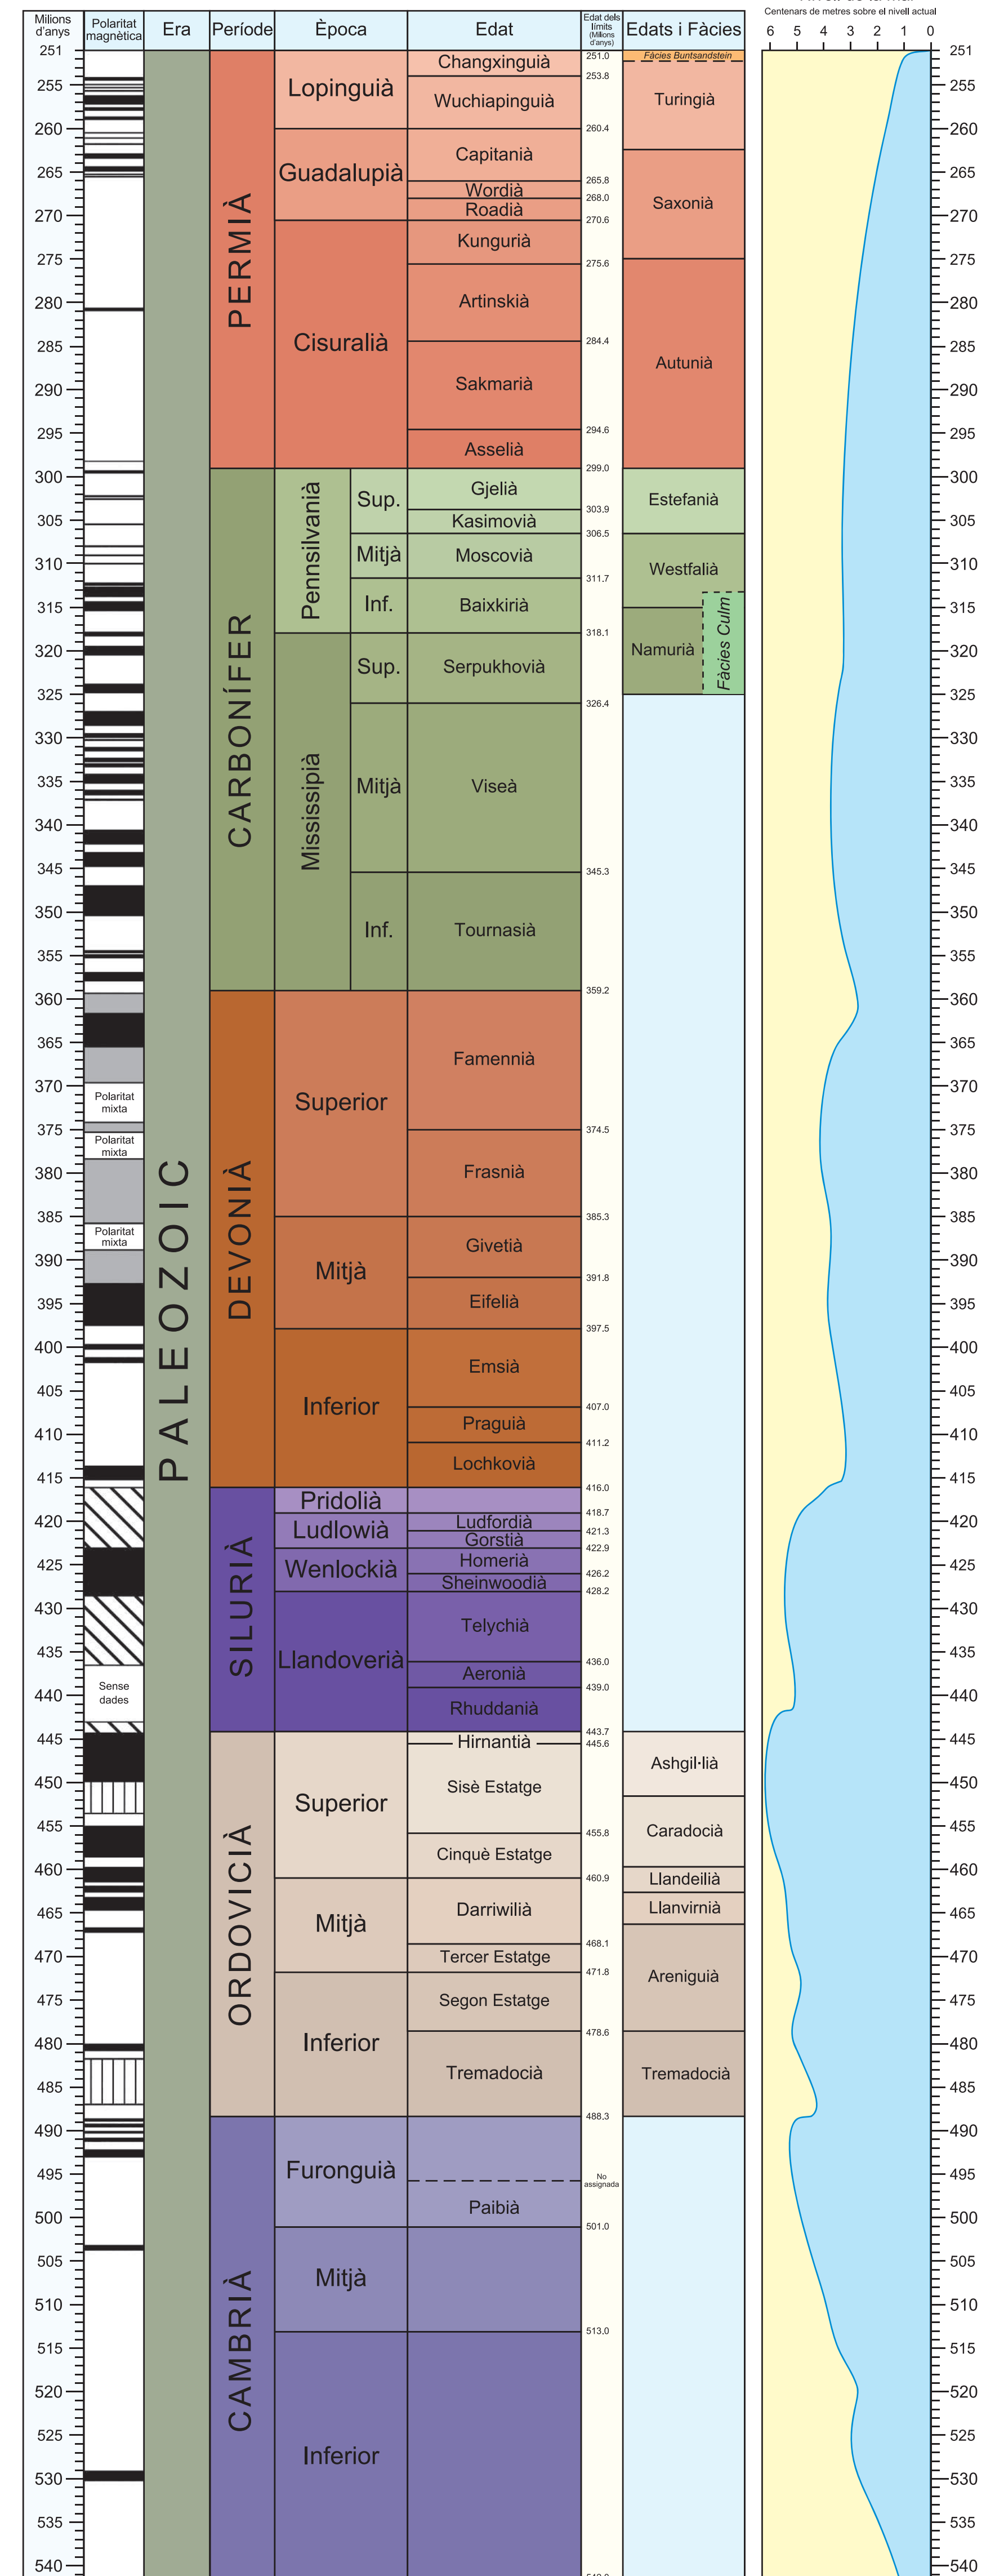 Centenars de metres sobre el nivell actual
Milions
d'anys
Polaritat
magnètica
Era
Període
Època
Edat
Edat dels
límits
(Milions
d'anys)
Edats i Fàcies
6 5 4 3 2 1 0
251
255
260
265
270
275
280
285
290
295
300
305
310
315
320
325
330
335
340
345
350
355
360
365
370
375
380
385
390
395
400
405
410
415
420
425
430
435
440
445
450
455
460
465
470
475
480
485
490
495
500
505
510
515
520
525
530
535
540
Polaritat
mixta
Polaritat
mixta
Polaritat
mixta
Sense
dades
PALEOZOIC
PERMIÀ
CARBONÍFER
DEVONIÀ
SILURIÀ
ORDOVICIÀ
CAMBRIÀ
Lopinguià
Guadalupià
Cisuralià
Pennsilvanià
Sup.
Mitjà
Inf.
Mississipià
Sup.
Mitjà
Inf.
Superior
Mitjà
Inferior
Pridolià
Ludlowià
Wenlockià
Llandoverià
Superior
Mitjà
Inferior
Furonguià
Mitjà
Inferior
Changxinguià
Wuchiapinguià
Capitanià
Wordià
Roadià
Kungurià
Artinskià
Sakmarià
Asselià
Gjelià
Kasimovià
Moscovià
Baixkirià
Serpukhovià
Viseà
Tournasià
Famennià
Frasnià
Givetià
Eifelià
Emsià
Praguià
Lochkovià
Ludfordià
Gorstià
Homerià
Sheinwoodià
Telychià
Aeronià
Rhuddanià
Hirnantià
Sisè Estatge
Cinquè Estatge
Darriwilià
Tercer Estatge
Segon Estatge
Tremadocià
Paibià
251.0
253.8
260.4
265.8
268.0
270.6
275.6
284.4
294.6
299.0
303.9
306.5
311.7
318.1
326.4
345.3
359.2
374.5
385.3
391.8
397.5
407.0
411.2
416.0
418.7
421.3
422.9
426.2
428.2
436.0
439.0
443.7
445.6
455.8
460.9
468.1
471.8
478.6
488.3
No
assignada
501.0
513.0
Fàcies Buntsandstein
Turingià
Saxonià
Autunià
Estefanià
Westfalià
Namurià
Fàcies Culm
Ashgil·lià
Caradocià
Llandeilià
Llanvirnià
Areniguià
Tremadocià
251
255
260
265
270
275
280
285
290
295
300
305
310
315
320
325
330
335
340
345
350
355
360
365
370
375
380
385
390
395
400
405
410
415
420
425
430
435
440
445
450
455
460
465
470
475
480
485
490
495
500
505
510
515
520
525
530
535
540